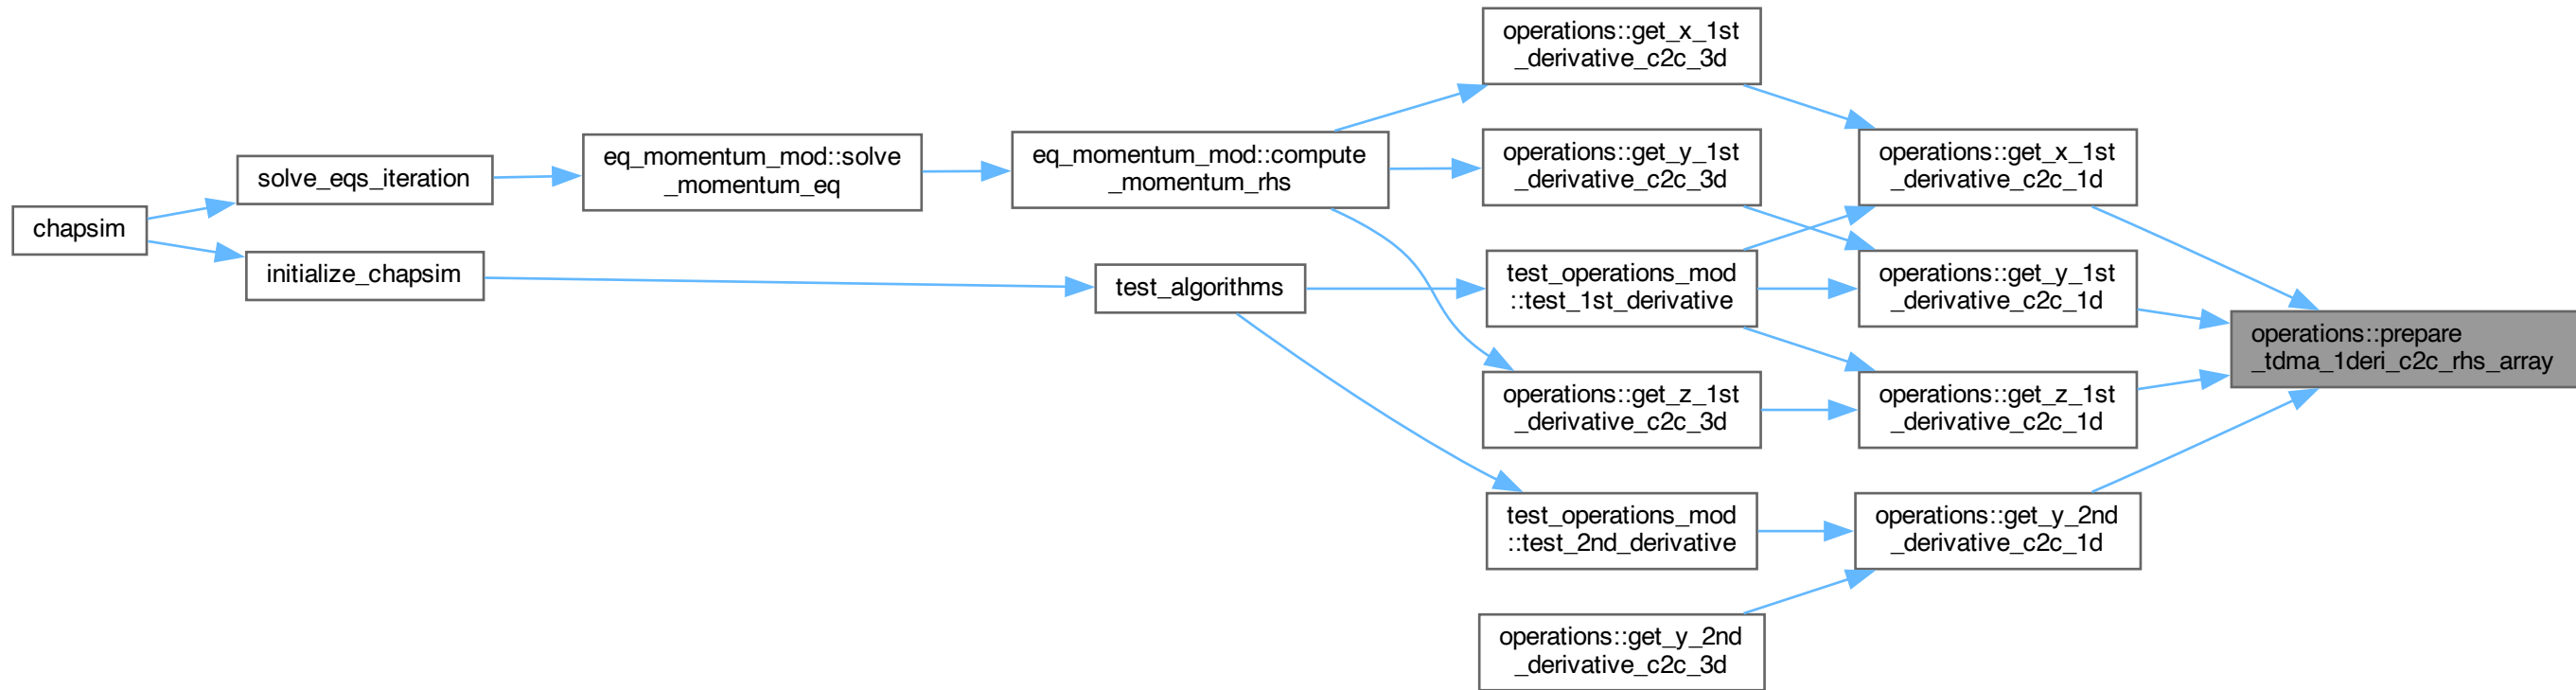 chapsim
solve_eqs_iteration
initialize_chapsim
eq_momentum_mod::solve
_momentum_eq
eq_momentum_mod::compute
_momentum_rhs
test_algorithms
operations::get_x_1st
_derivative_c2c_3d
operations::get_y_1st
_derivative_c2c_3d
test_operations_mod
::test_1st_derivative
operations::get_z_1st
_derivative_c2c_3d
test_operations_mod
::test_2nd_derivative
operations::get_y_2nd
_derivative_c2c_3d
operations::get_x_1st
_derivative_c2c_1d
operations::get_y_1st
_derivative_c2c_1d
operations::get_z_1st
_derivative_c2c_1d
operations::get_y_2nd
_derivative_c2c_1d
operations::prepare
_tdma_1deri_c2c_rhs_array